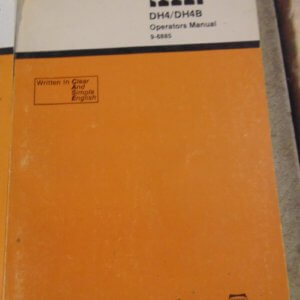 DH4/DH4B
Operators Manual
9-6885
Written In Clear
And
Simple
English